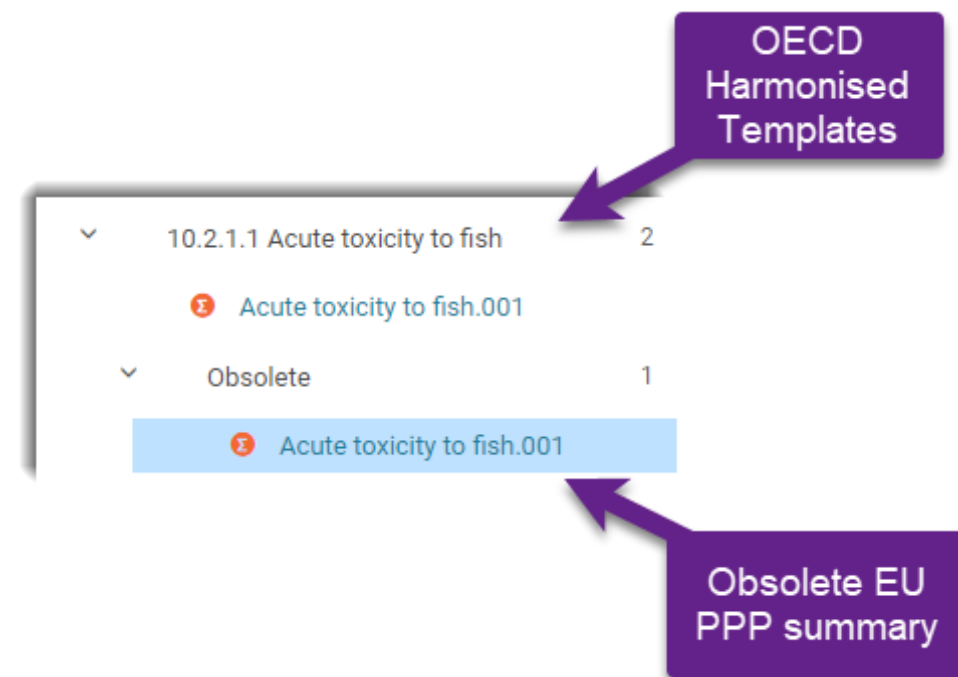 OECD
Harmonised
Templates
10.2.1.1 Acute toxicity to fish 2
Σ Acute toxicity to fish.001
Obsolete 1
Σ Acute toxicity to fish.001
Obsolete EU
PPP summary